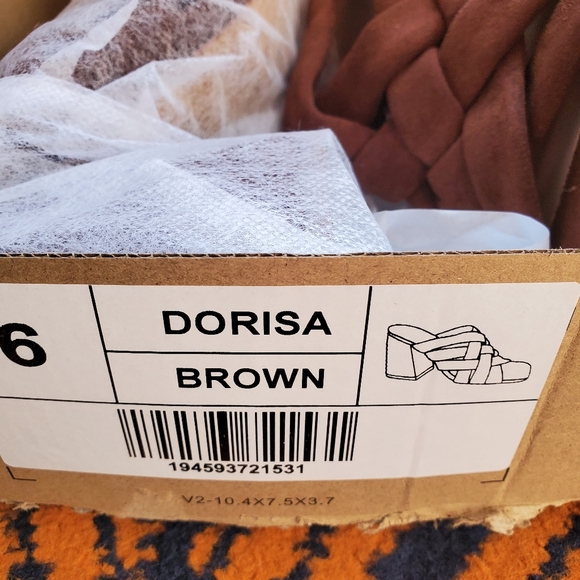 6
DORISA
BROWN
194593721531
V2-10.4X7.5X3.7